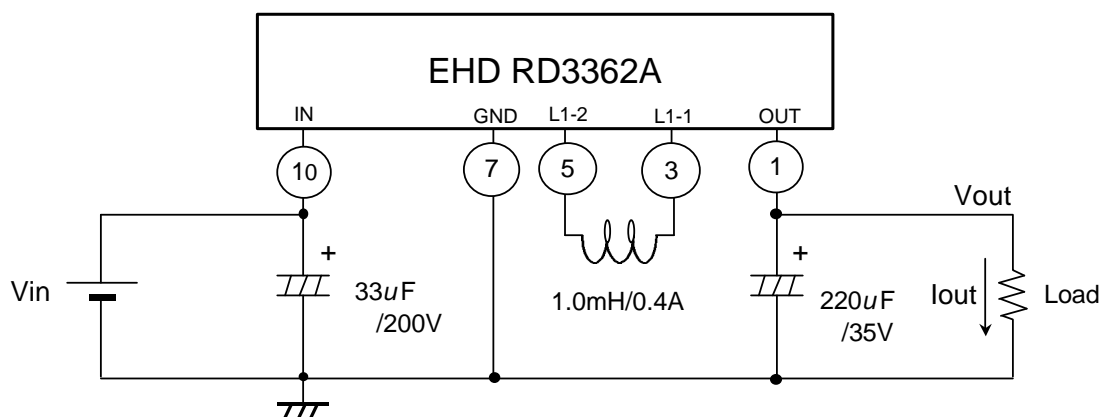 EHD RD3362A
IN GND L1-2 L1-1 OUT
10 7 5 3 1
Vout
+ +
Vin
33uF
/200V
1.0mH/0.4A
220uF
/35V
Iout
Load